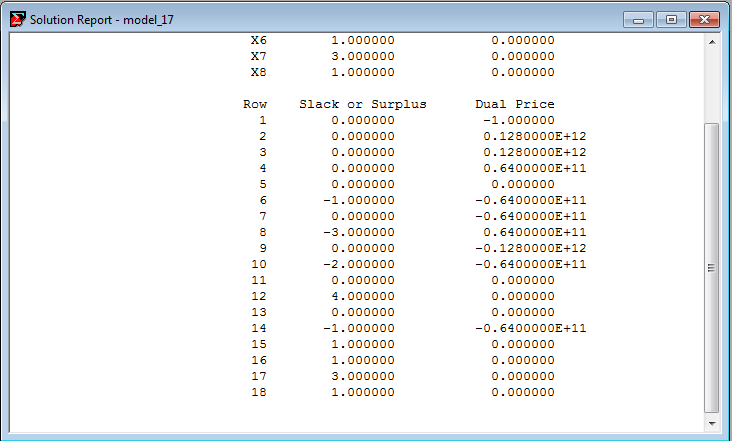 Solution Report - model_17
X6 1.000000 0.000000
X7 3.000000 0.000000
X8 1.000000 0.000000
Row Slack or Surplus Dual Price
1 0.000000 -1.000000
2 0.000000 0.1280000E+12
3 0.000000 0.1280000E+12
4 0.000000 0.6400000E+11
5 0.000000 0.000000
6 -1.000000 -0.6400000E+11
7 0.000000 -0.6400000E+11
8 -3.000000 0.6400000E+11
9 0.000000 -0.1280000E+12
10 -2.000000 -0.6400000E+11
11 0.000000 0.000000
12 4.000000 0.000000
13 0.000000 0.000000
14 -1.000000 -0.6400000E+11
15 1.000000 0.000000
16 1.000000 0.000000
17 3.000000 0.000000
18 1.000000 0.000000